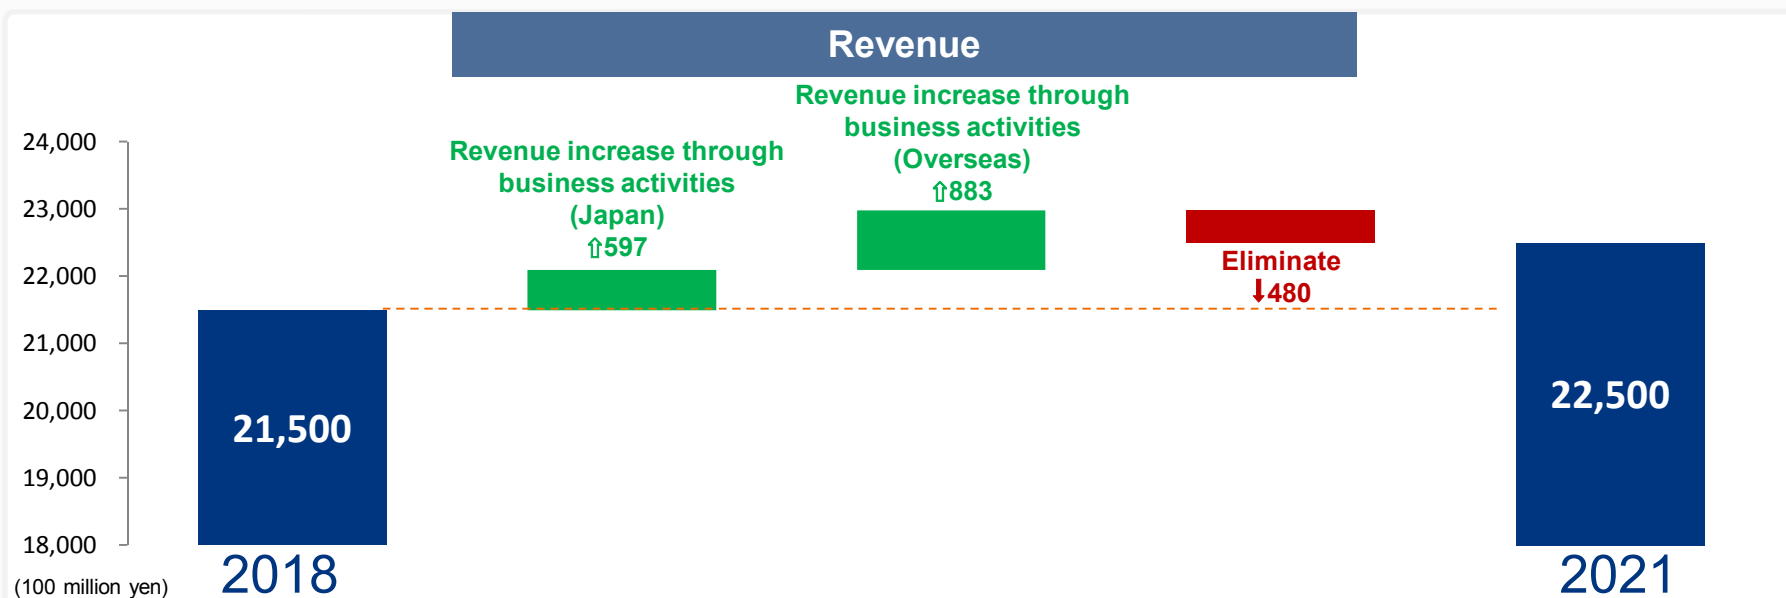 Revenue
Revenue increase through
business activities
(Overseas)
⇧883
Revenue increase through
business activities
(Japan)
⇧597
Eliminate
⬇480
24,000
23,000
22,000
21,000
20,000
19,000
18,000
(100 million yen)
21,500
22,500
2018
2021